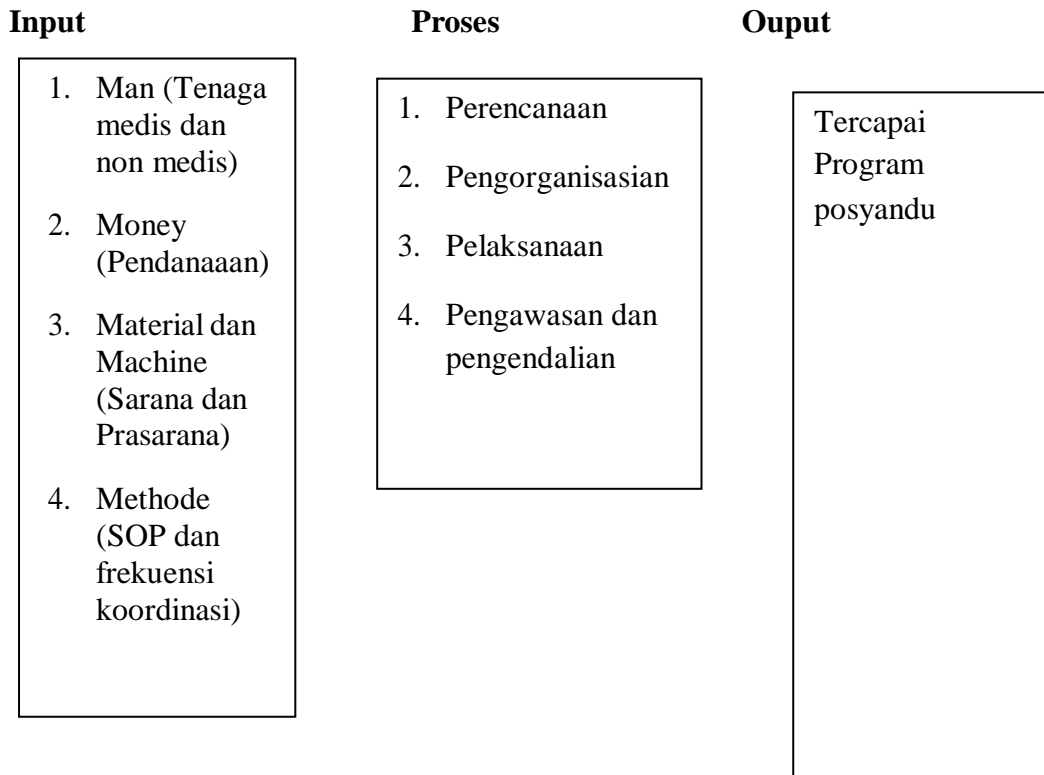 Input
Proses
Ouput
1. Man (Tenaga
medis dan
non medis)
2. Money
(Pendanaaan)
3. Material dan
Machine
(Sarana dan
Prasarana)
4. Methode
(SOP dan
frekuensi
koordinasi)
1. Perencanaan
2. Pengorganisasian
3. Pelaksanaan
4. Pengawasan dan
pengendalian
Tercapai
Program
posyandu